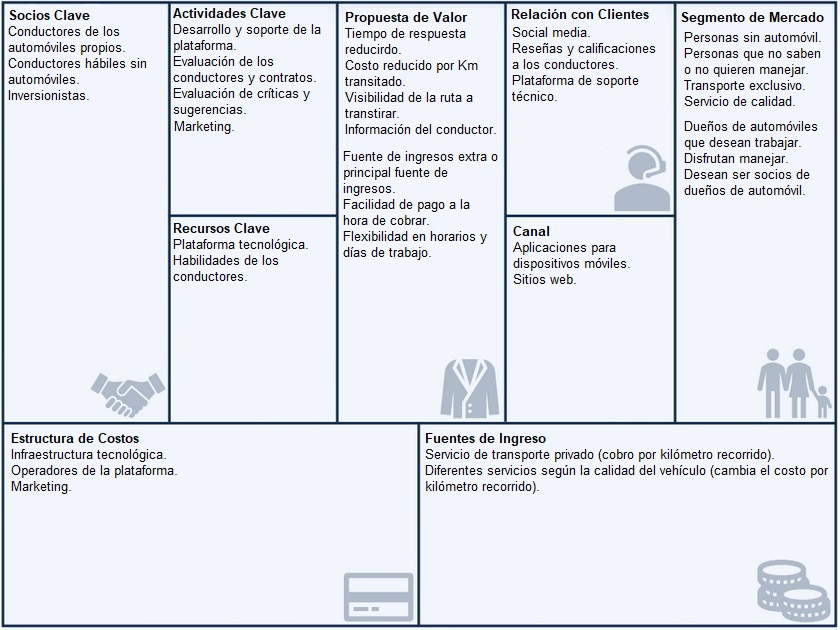 Socios Clave
Conductores de los
automóviles propios.
Conductores hábiles sin
automóviles.
Inversionistas.
Actividades Clave
Desarrollo y soporte de la
plataforma.
Evaluación de los
conductores y contratos.
Evaluación de críticas y
sugerencias.
Marketing.
Recursos Clave
Plataforma tecnológica.
Habilidades de los
conductores.
Propuesta de Valor
Tiempo de respuesta
reducirdo.
Costo reducido por Km
transitado.
Visibilidad de la ruta a
transtirar.
Información del conductor.
Fuente de ingresos extra o
principal fuente de
ingresos.
Facilidad de pago a la
hora de cobrar.
Flexibilidad en horarios y
días de trabajo.
Relación con Clientes
Social media.
Reseñas y calificaciones
a los conductores.
Plataforma de soporte
técnico.
Canal
Aplicaciones para
dispositivos móviles.
Sitios web.
Segmento de Mercado
Personas sin automóvil.
Personas que no saben
o no quieren manejar.
Transporte exclusivo.
Servicio de calidad.
Dueños de automóviles
que desean trabajar.
Disfrutan manejar.
Desean ser socios de
dueños de automóvil.
Estructura de Costos
Infraestructura tecnológica.
Operadores de la plataforma.
Marketing.
Fuentes de Ingreso
Servicio de transporte privado (cobro por kilómetro recorrido).
Diferentes servicios según la calidad del vehículo (cambia el costo por
kilómetro recorrido).